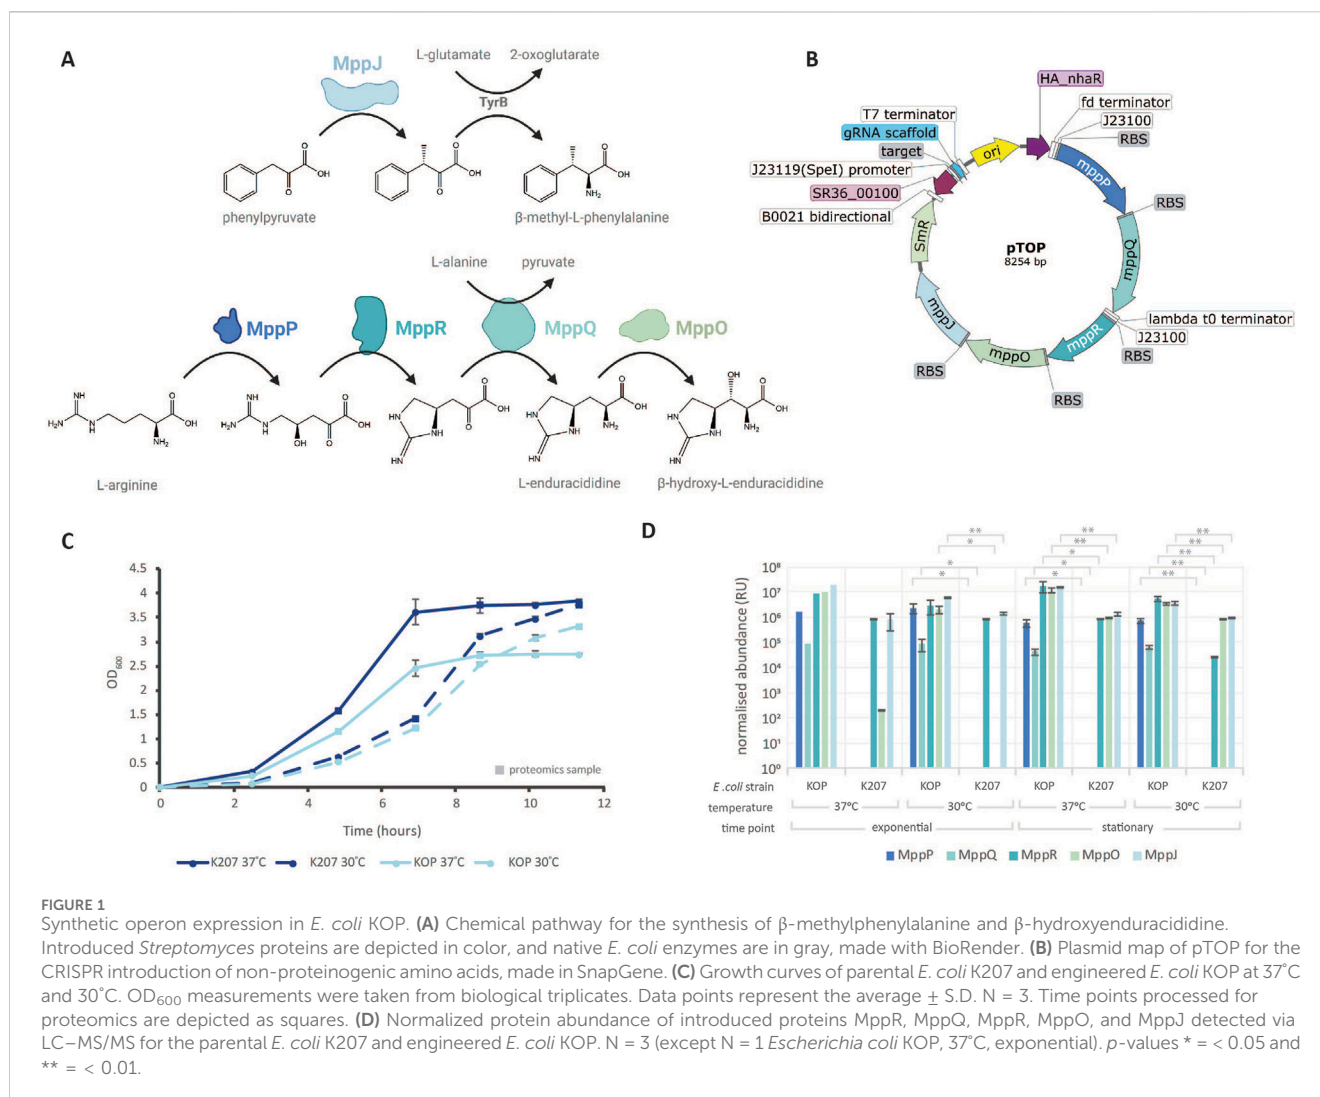 A
MppJ
L-glutamate 2-oxoglutarate
TyrB
phenylpyruvate
β-methyl-L-phenylalanine
L-alanine pyruvate
MppP MppR MppQ MppO
L-arginine
L-enduracididine
β-hydroxy-L-enduracididine
B
HA_nhaR
fd terminator
J23100
RBS
mppP
RBS
mppQ
lambda t0 terminator
J23100
RBS
mppR
RBS
mppO
RBS
mppJ
SmR
B0021 bidirectional
SR36_00100
J23119(SpeI) promoter
target
gRNA scaffold
T7 terminator
ori
pTOP
8254 bp
C
OD600
4.5
4
3.5
3
2.5
2
1.5
1
0.5
0
0 2 4 6 8 10 12
proteomics sample
Time (hours)
K207 37°C K207 30°C KOP 37°C KOP 30°C
D
normalised abundance (RU)
10⁸
10⁷
10⁶
10⁵
10⁴
10³
10²
10¹
10⁰
** ** **
* ** **
* * **
* * **
E.coli strain KOP K207 KOP K207 KOP K207 KOP K207
temperature 37°C 30°C 37°C 30°C
time point exponential stationary
MppP MppQ MppR MppO MppJ
FIGURE 1
Synthetic operon expression in E. coli KOP. (A) Chemical pathway for the synthesis of β-methylphenylalanine and β-hydroxyenduracididine.
Introduced Streptomyces proteins are depicted in color, and native E. coli enzymes are in gray, made with BioRender. (B) Plasmid map of pTOP for the
CRISPR introduction of non-proteinogenic amino acids, made in SnapGene. (C) Growth curves of parental E. coli K207 and engineered E. coli KOP at 37°C
and 30°C. OD600 measurements were taken from biological triplicates. Data points represent the average ± S.D. N = 3. Time points processed for
proteomics are depicted as squares. (D) Normalized protein abundance of introduced proteins MppR, MppQ, MppR, MppO, and MppJ detected via
LC–MS/MS for the parental E. coli K207 and engineered E. coli KOP. N = 3 (except N = 1 Escherichia coli KOP, 37°C, exponential). p-values * = < 0.05 and
** = < 0.01.